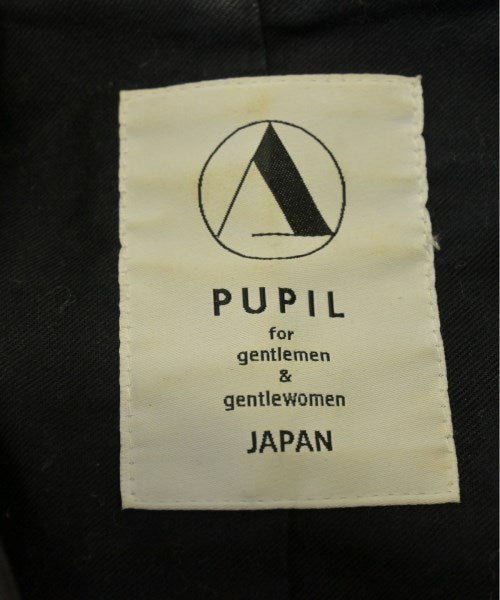 PUPIL
for
gentlemen
&
gentlewomen
JAPAN